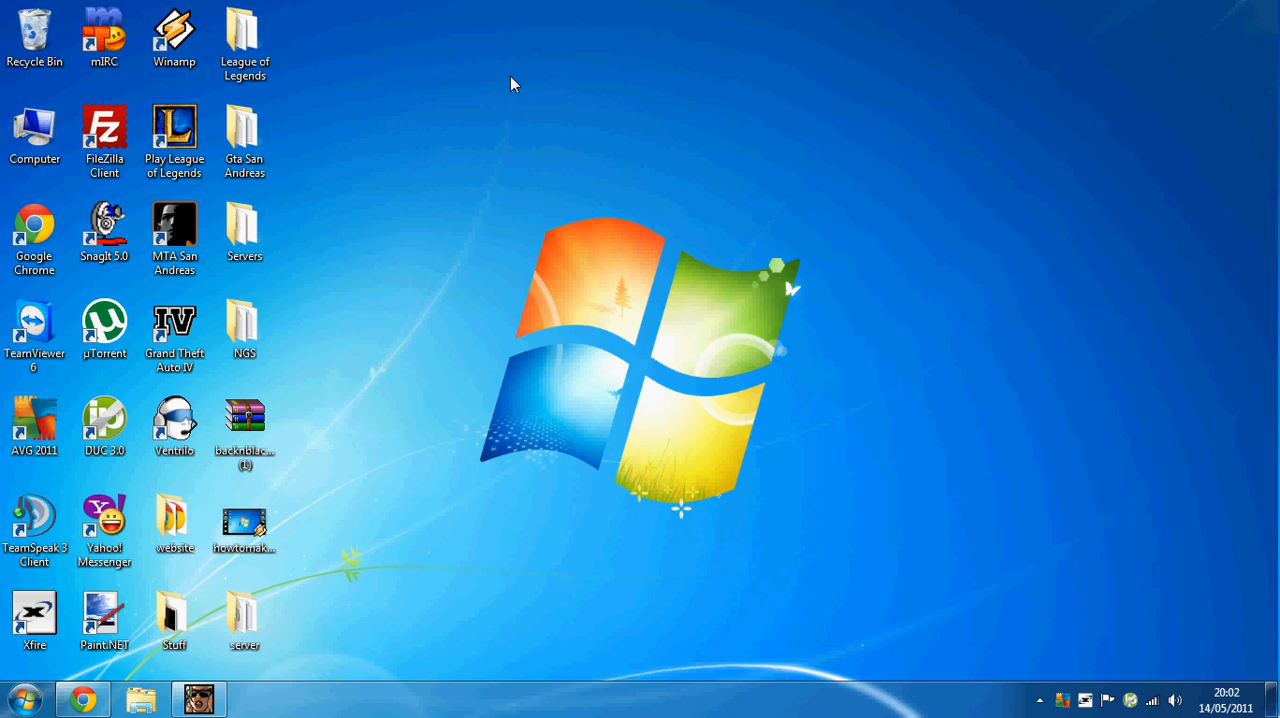 Recycle Bin
mIRC
Winamp
League of
Legends
Computer
FileZilla
Client
Play League
of Legends
Gta San
Andreas
Google
Chrome
SnagIt 5.0
MTA San
Andreas
Servers
TeamViewer
6
µTorrent
IV
Grand Theft
Auto IV
NGS
AVG 2011
ip
DUC 3.0
Ventrilo
backnblac...
(1)
TeamSpeak 3
Client
Yahoo!
Messenger
website
howtomak...
Xfire
Paint.NET
Stuff
server
20:02
14/05/2011